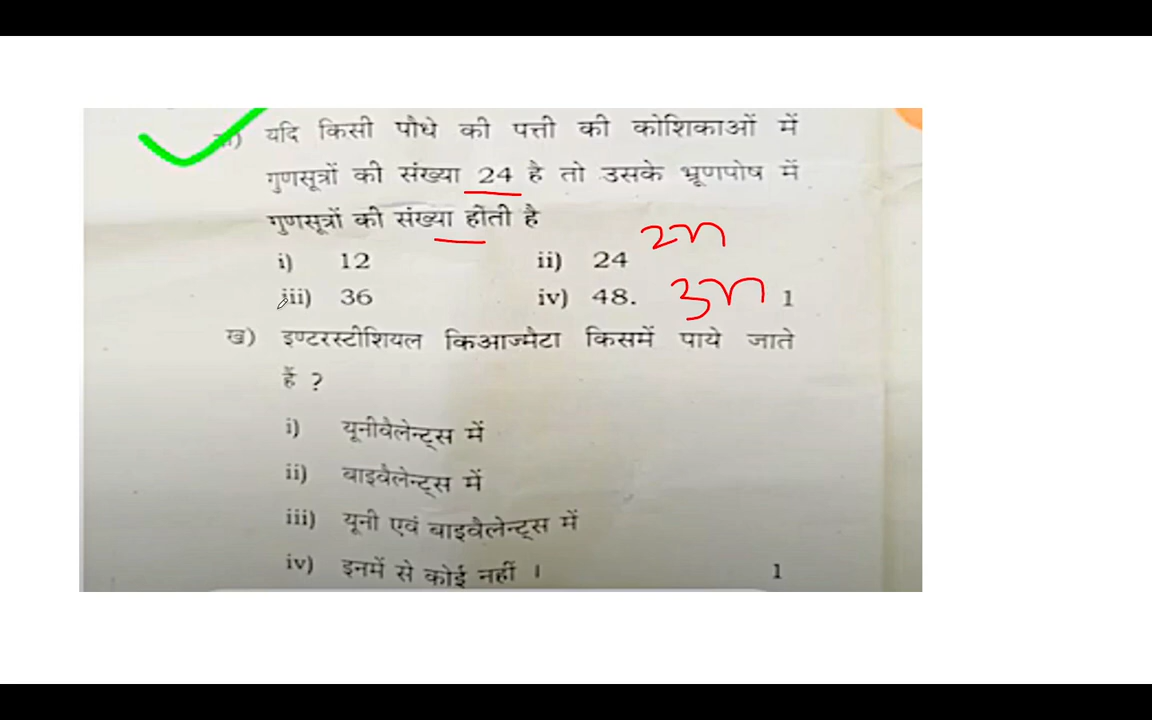 यदि किसी पौधे की पत्ती की कोशिकाओं में
गुणसूत्रों की संख्या 24 है तो उसके भ्रूणपोष में
गुणसूत्रों की संख्या होती है
2n
i) 12 ii) 24
iii) 36 iv) 48. 3n 1
ख) इण्टरस्टीशियल किआज्मैटा किसमें पाये जाते
हैं ?
i) यूनीवैलेन्ट्स में
ii) बाइवैलेन्ट्स में
iii) यूनी एवं बाइवैलेन्ट्स में
iv) इनमें से कोई नहीं । 1